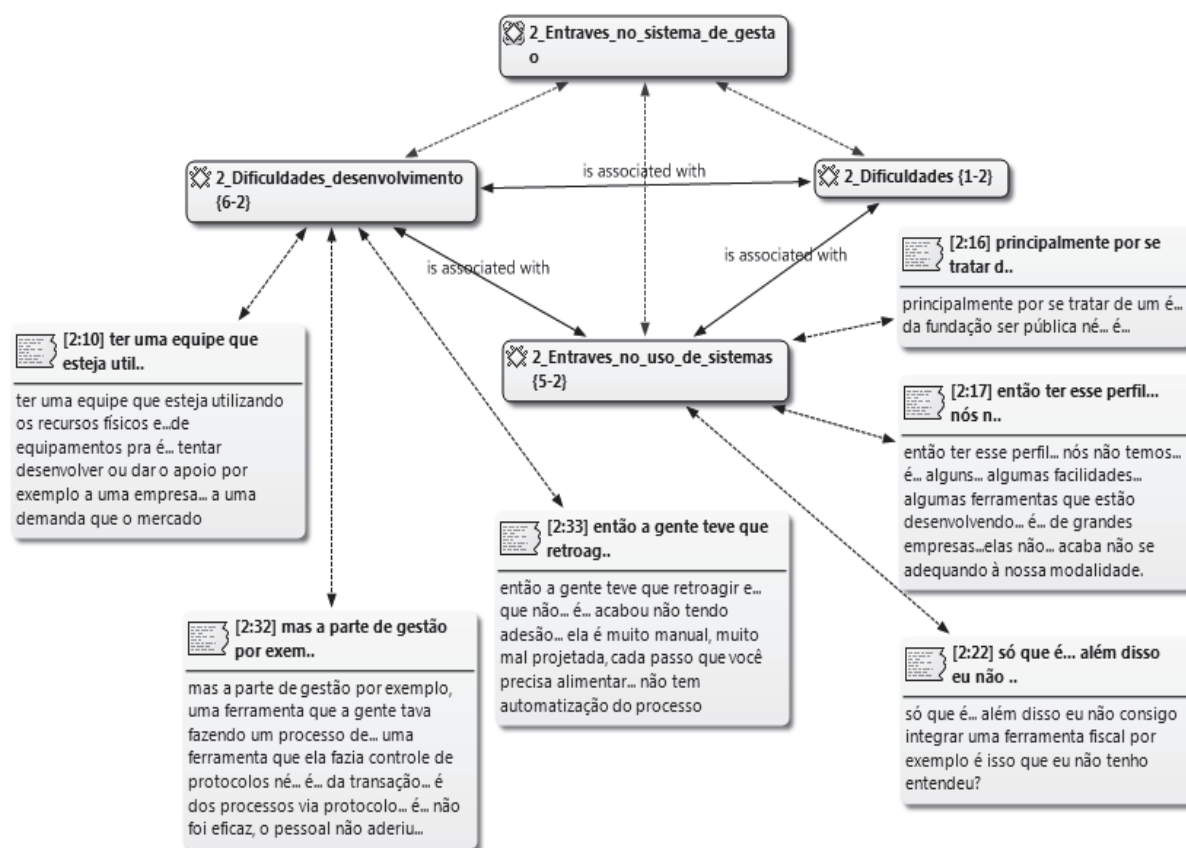 2_Entraves_no_sistema_de_gesta
o
is associated with
2_Dificuldades_desenvolvimento
{6-2}
2_Dificuldades {1-2}
is associated with
is associated with
2_Entraves_no_uso_de_sistemas
{5-2}
[2:16] principalmente por se
tratar d..
principalmente por se tratar de um é...
da fundação ser pública né... é...
[2:10] ter uma equipe que
esteja util..
ter uma equipe que esteja utilizando
os recursos físicos e...de
equipamentos pra é... tentar
desenvolver ou dar o apoio por
exemplo a uma empresa... a uma
demanda que o mercado
[2:17] então ter esse perfil...
nós n..
então ter esse perfil... nós não temos...
é... alguns... algumas facilidades...
algumas ferramentas que estão
desenvolvendo... é... de grandes
empresas...elas não... acaba não se
adequando à nossa modalidade.
[2:33] então a gente teve que
retroag..
então a gente teve que retroagir e...
que não... é... acabou não tendo
adesão... ela é muito manual, muito
mal projetada, cada passo que você
precisa alimentar... não tem
automatização do processo
[2:32] mas a parte de gestão
por exem..
mas a parte de gestão por exemplo,
uma ferramenta que a gente tava
fazendo um processo de... uma
ferramenta que ela fazia controle de
protocolos né... é... da transação... é
dos processos via protocolo... é... não
foi eficaz, o pessoal não aderiu...
[2:22] só que é... além disso
eu não ..
só que é... além disso eu não consigo
integrar uma ferramenta fiscal por
exemplo é isso que eu não tenho
entendeu?